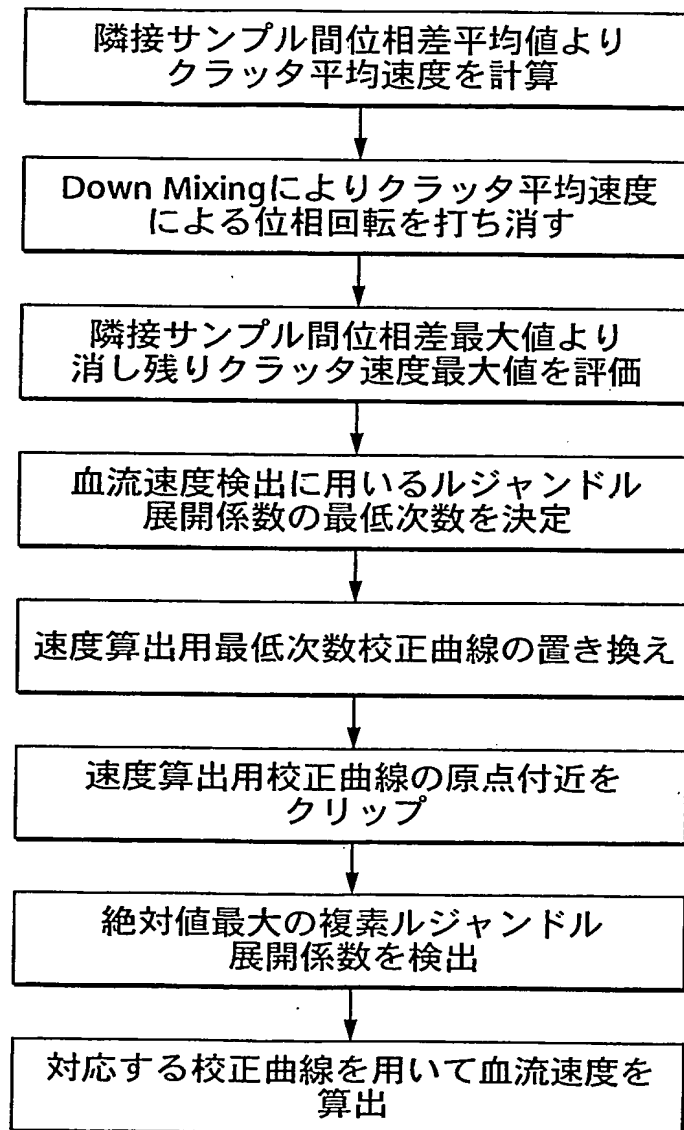 隣接サンプル間位相差平均値より
クラッタ平均速度を計算
Down Mixingによりクラッタ平均速度
による位相回転を打ち消す
隣接サンプル間位相差最大値より
消し残りクラッタ速度最大値を評価
血流速度検出に用いるルジャンドル
展開係数の最低次数を決定
速度算出用最低次数校正曲線の置き換え
速度算出用校正曲線の原点付近を
クリップ
絶対値最大の複素ルジャンドル
展開係数を検出
対応する校正曲線を用いて血流速度を
算出